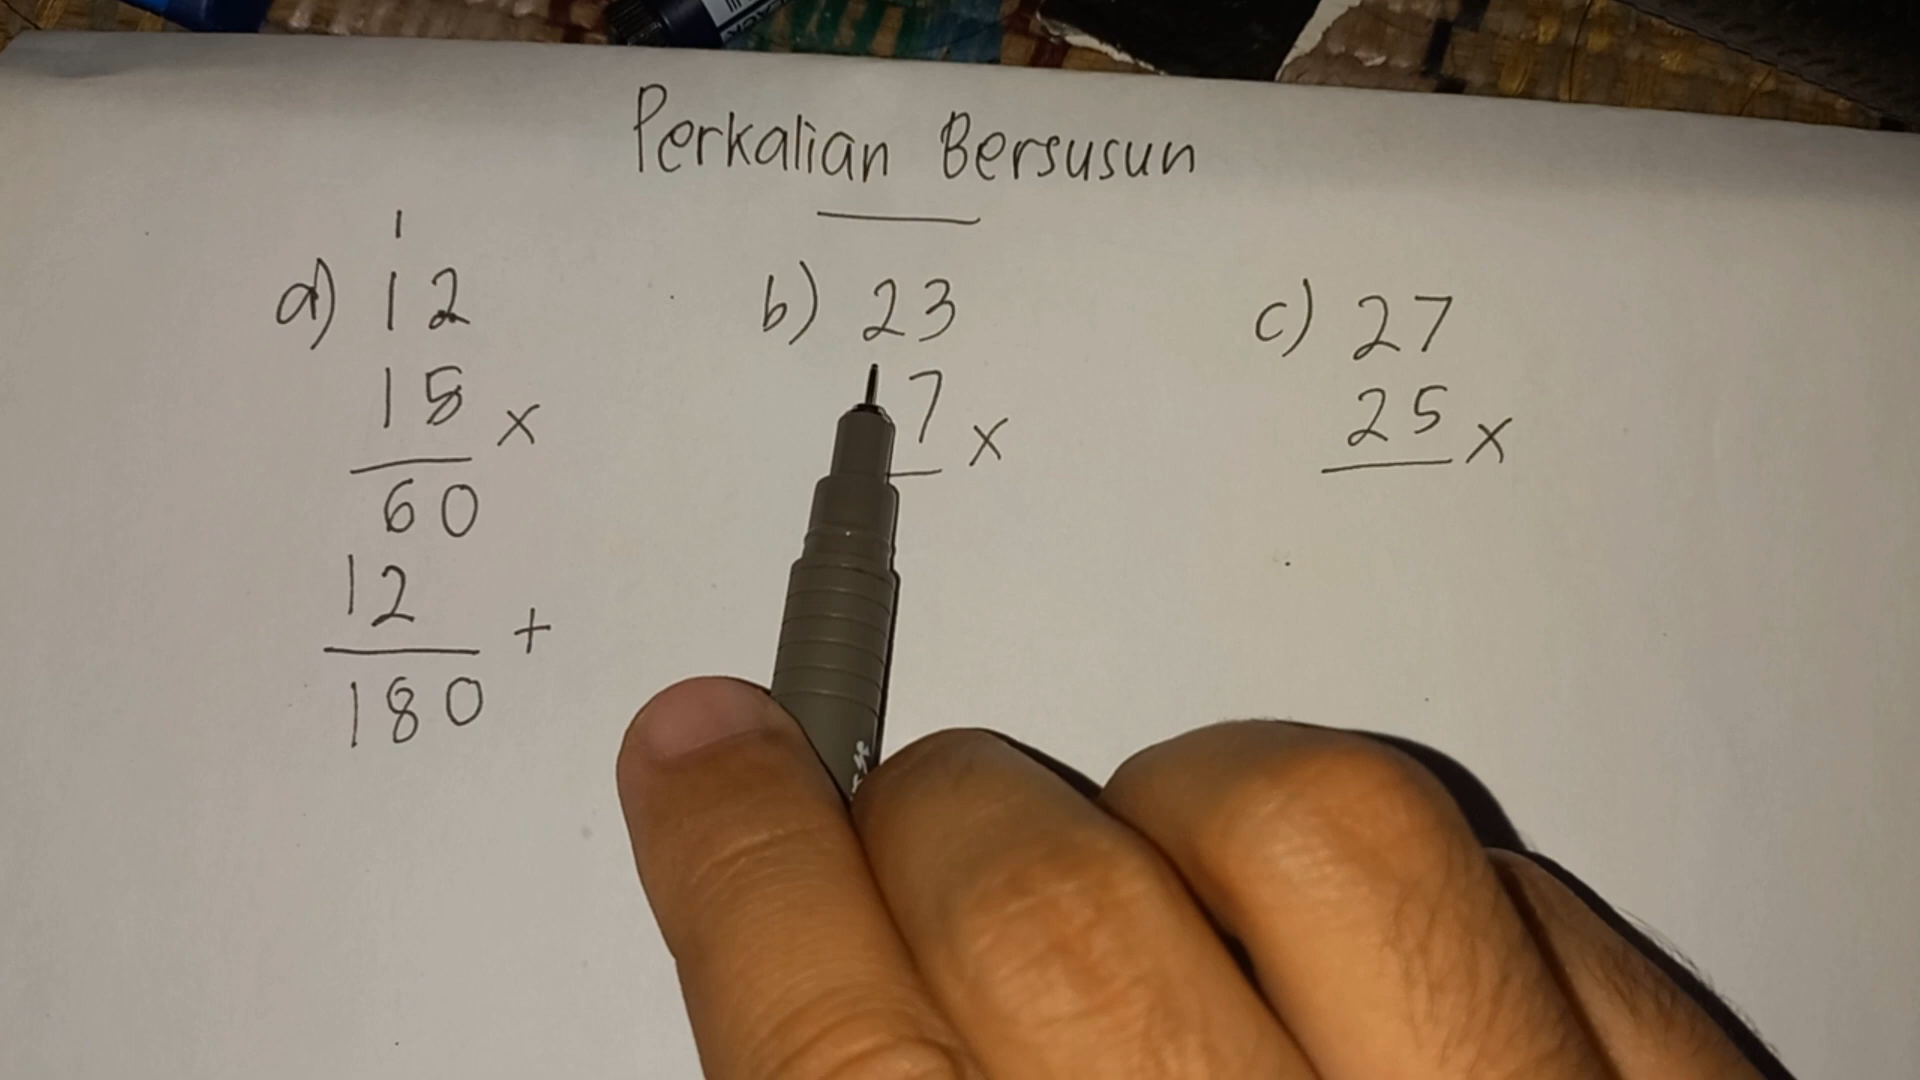 Perkalian Bersusun
1
a) 12
15 x
60
12 +
180
b) 23
7 x
c) 27
25 x